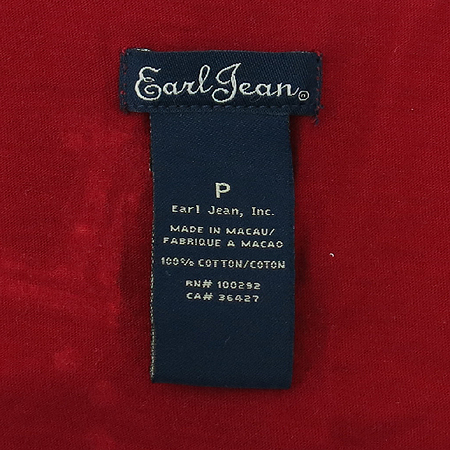 Earl Jean®
P
Earl Jean, Inc.
MADE IN MACAU/
FABRIQUE A MACAO
100% COTTON/COTON
RN# 100292
CA# 36427